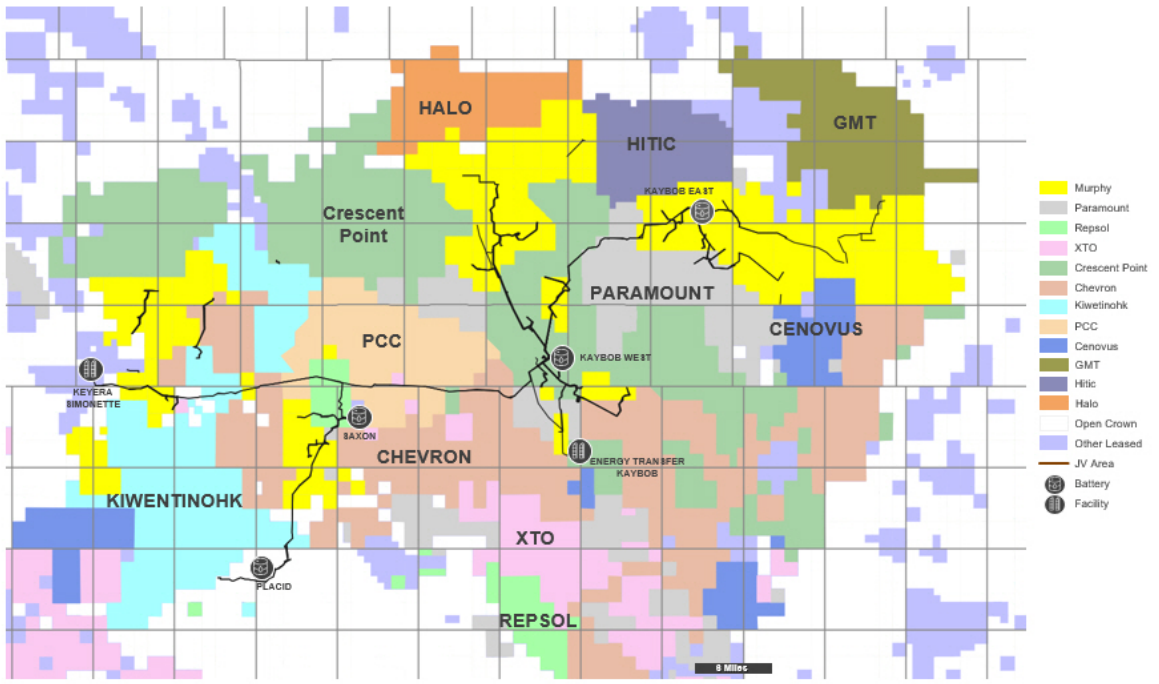 HALO
GMT
HITIC
KAYBOB EAST
Crescent
Point
PARAMOUNT
CENOVUS
PCC
KAYBOB WEST
KEYERA
SIMONETTE
SAXON
CHEVRON
ENERGY TRANSFER
KAYBOB
KIWENTINOHK
XTO
PLACID
REPSOL
6 Miles
Murphy
Paramount
Repsol
XTO
Crescent Point
Chevron
Kiwetinohk
PCC
Cenovus
GMT
Hitic
Halo
Open Crown
Other Leased
JV Area
Battery
Facility